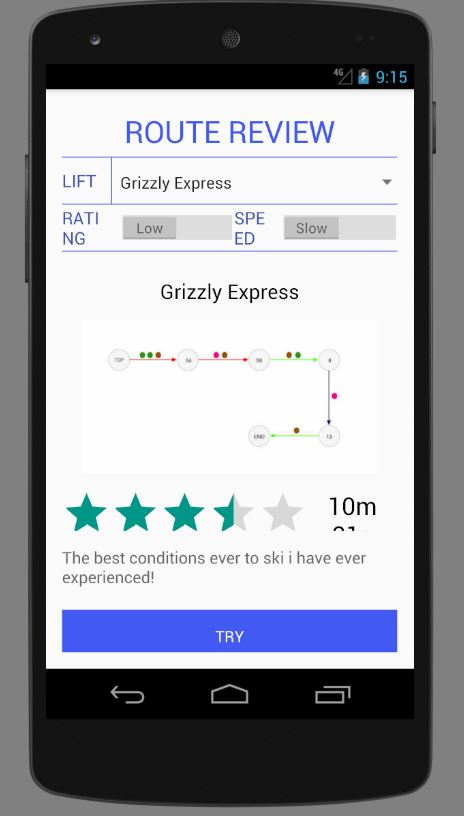 4G 9:15
ROUTE REVIEW
LIFT Grizzly Express
RATI
NG Low SPE
ED Slow
Grizzly Express
TOP 54 56 8
END 13
10m
The best conditions ever to ski i have ever
experienced!
TRY